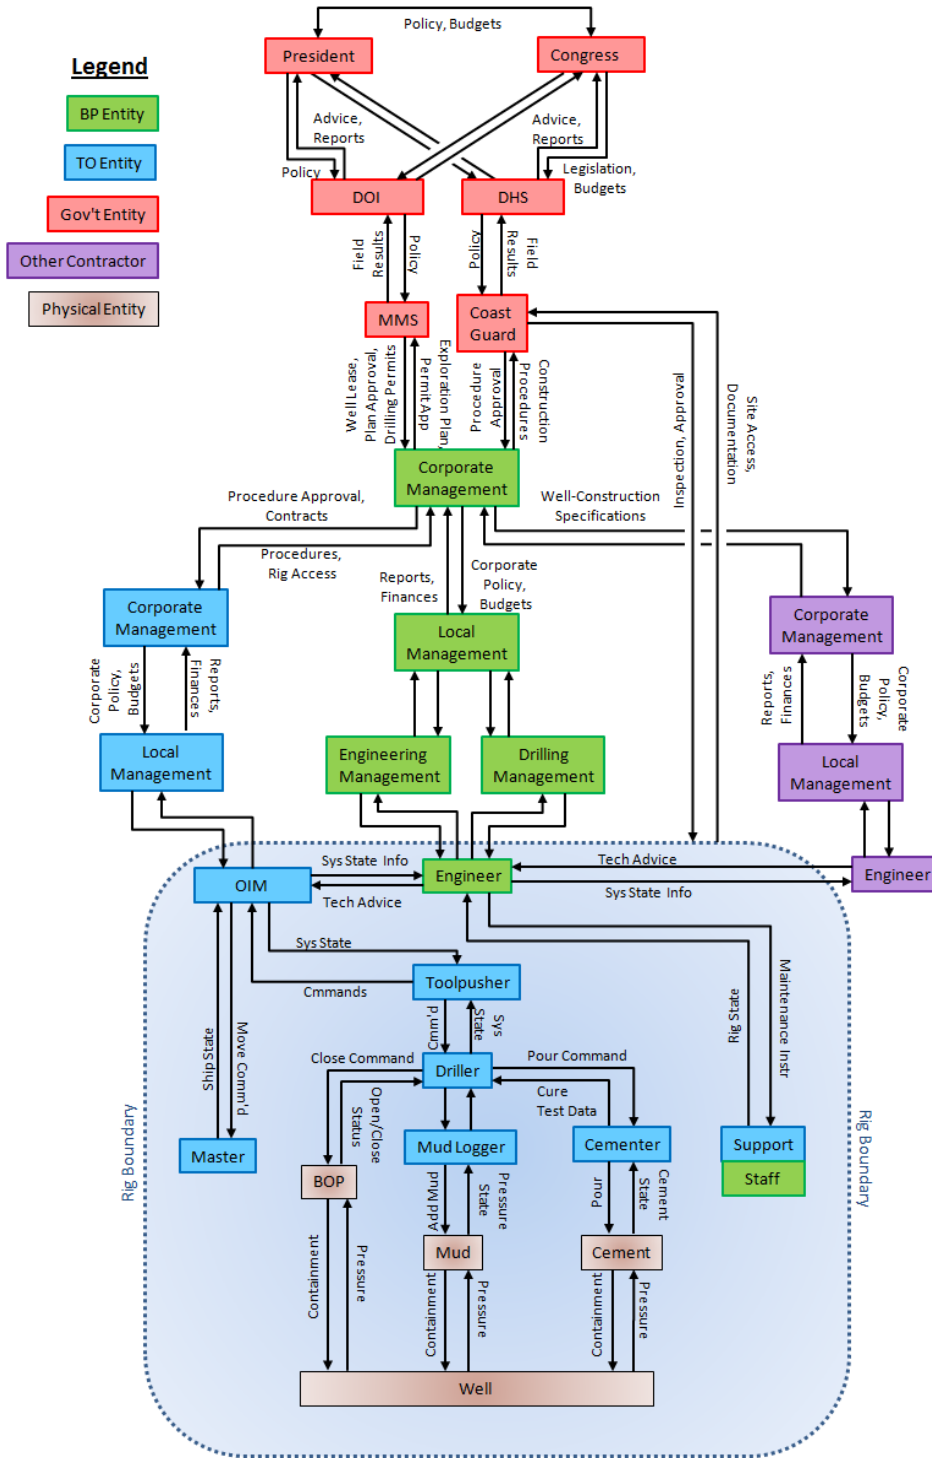 Policy, Budgets
President
Congress
Legend
BP Entity
TO Entity
Gov't Entity
Other Contractor
Physical Entity
Advice,
Reports
Advice,
Reports
Policy
Legislation,
Budgets
DOI
DHS
Field
Results
Policy
Policy
Field
Results
MMS
Coast
Guard
Well Lease,
Plan Approval,
Drilling Permits
Exploration Plan,
Permit App
Procedure
Approval
Construction
Procedures
Inspection, Approval
Site Access,
Documentation
Corporate
Management
Procedure Approval,
Contracts
Well-Construction
Specifications
Procedures,
Rig Access
Reports,
Finances
Corporate
Policy,
Budgets
Corporate
Management
Corporate
Management
Local
Management
Corporate
Policy,
Budgets
Reports,
Finances
Reports,
Finances
Corporate
Policy,
Budgets
Local
Management
Engineering
Management
Drilling
Management
Local
Management
Sys State Info
Tech Advice
OIM
Engineer
Engineer
Tech Advice
Sys State Info
Sys State
Toolpusher
Cmmands
Cmm'd
Sys
State
Rig State
Maintenance Instr
Ship State
Move Comm'd
Close Command
Driller
Pour Command
Cure
Test Data
Open/Close
Status
Rig Boundary
Rig Boundary
Master
Mud Logger
Cementer
Support
Staff
BOP
Add Mud
Pressure
State
Pour
Cement
State
Mud
Cement
Containment
Pressure
Containment
Pressure
Containment
Pressure
Well